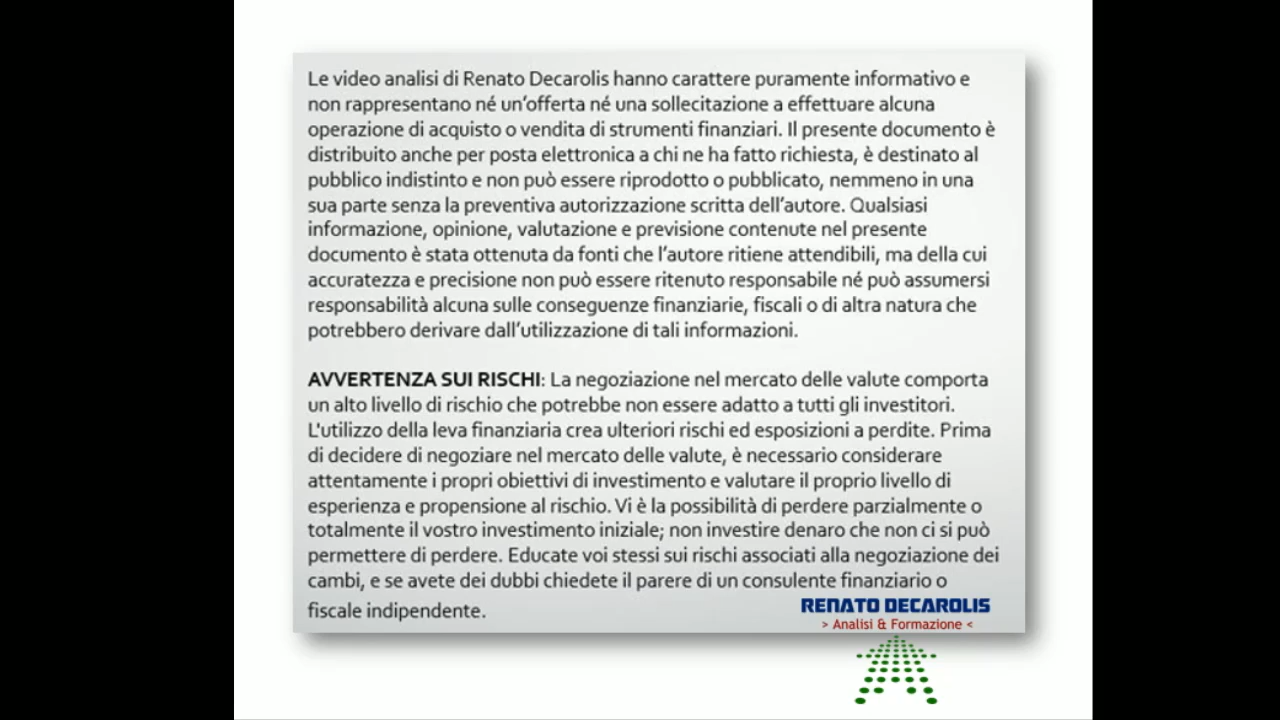 Le video analisi di Renato Decarolis hanno carattere puramente informativo e
non rappresentano né un’offerta né una sollecitazione a effettuare alcuna
operazione di acquisto o vendita di strumenti finanziari. Il presente documento è
distribuito anche per posta elettronica a chi ne ha fatto richiesta, è destinato al
pubblico indistinto e non può essere riprodotto o pubblicato, nemmeno in una
sua parte senza la preventiva autorizzazione scritta dell’autore. Qualsiasi
informazione, opinione, valutazione e previsione contenute nel presente
documento è stata ottenuta da fonti che l’autore ritiene attendibili, ma della cui
accuratezza e precisione non può essere ritenuto responsabile né può assumersi
responsabilità alcuna sulle conseguenze finanziarie, fiscali o di altra natura che
potrebbero derivare dall’utilizzazione di tali informazioni.
AVVERTENZA SUI RISCHI: La negoziazione nel mercato delle valute comporta
un alto livello di rischio che potrebbe non essere adatto a tutti gli investitori.
L'utilizzo della leva finanziaria crea ulteriori rischi ed esposizioni a perdite. Prima
di decidere di negoziare nel mercato delle valute, è necessario considerare
attentamente i propri obiettivi di investimento e valutare il proprio livello di
esperienza e propensione al rischio. Vi è la possibilità di perdere parzialmente o
totalmente il vostro investimento iniziale; non investire denaro che non ci si può
permettere di perdere. Educate voi stessi sui rischi associati alla negoziazione dei
cambi, e se avete dei dubbi chiedete il parere di un consulente finanziario o
fiscale indipendente.
RENATO DECAROLIS
> Analisi & Formazione <